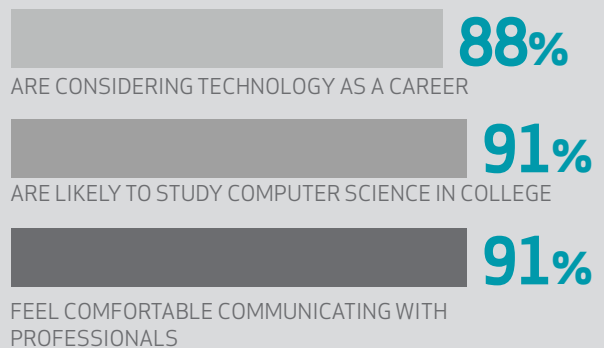 88%
ARE CONSIDERING TECHNOLOGY AS A CAREER
91%
ARE LIKELY TO STUDY COMPUTER SCIENCE IN COLLEGE
91%
FEEL COMFORTABLE COMMUNICATING WITH
PROFESSIONALS